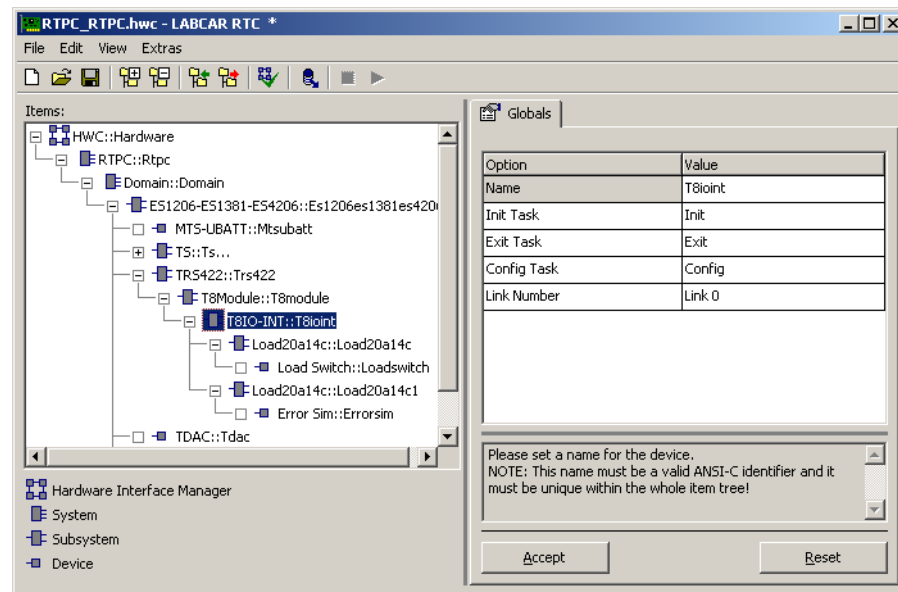 RTPC_RTPC.hwc - LABCAR RTC *
File Edit View Extras
Items:
HWC::Hardware
RTPC::Rtpc
Domain::Domain
ES1206-ES1381-ES4206::Es1206es1381es420
MTS-UBATT::Mtsubatt
TS::Ts...
TRS422::Trs422
T8Module::T8module
T8IO-INT::T8ioint
Load20a14c::Load20a14c
Load Switch::Loadswitch
Load20a14c::Load20a14c1
Error Sim::Errorsim
TDAC::Tdac
Hardware Interface Manager
System
Subsystem
Device
Globals
Option Value
Name T8ioint
Init Task Init
Exit Task Exit
Config Task Config
Link Number Link 0
Please set a name for the device.
NOTE: This name must be a valid ANSI-C identifier and it
must be unique within the whole item tree!
Accept Reset